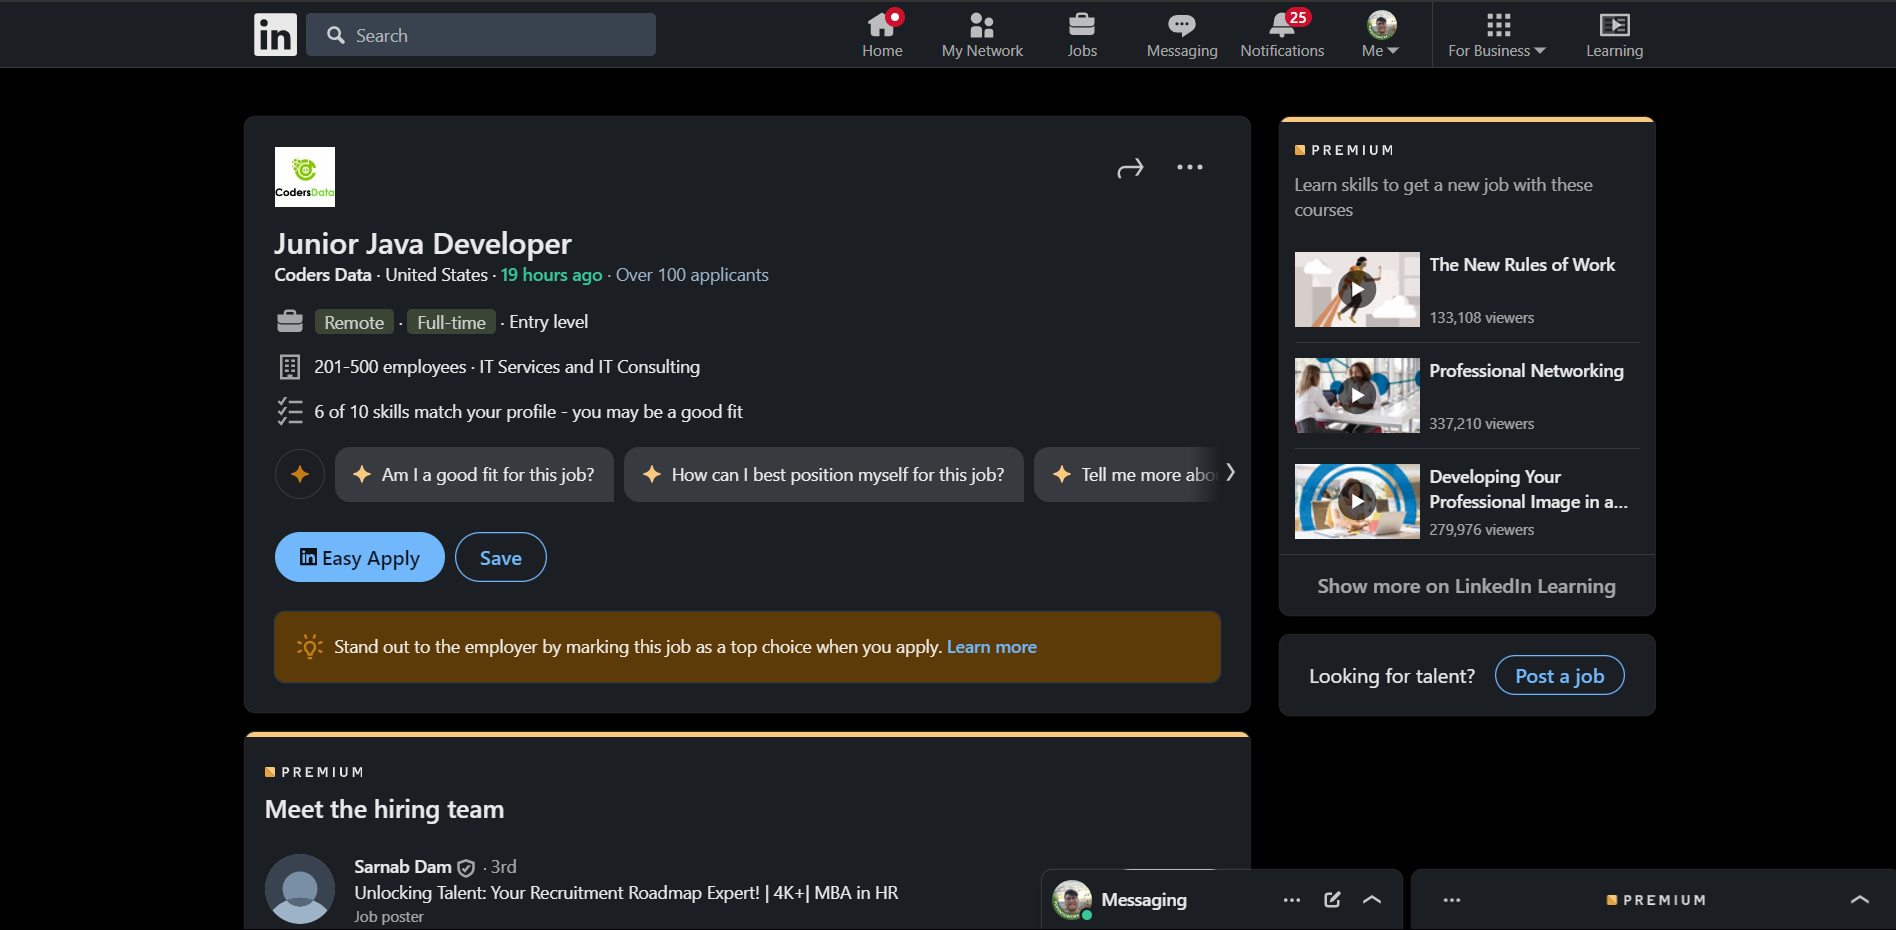 in
Search
Home
My Network
Jobs
Messaging
25
Notifications
Me
For Business
Learning
CodersData
Junior Java Developer
Coders Data · United States · 19 hours ago · Over 100 applicants
Remote · Full-time · Entry level
201-500 employees · IT Services and IT Consulting
6 of 10 skills match your profile - you may be a good fit
Am I a good fit for this job?
How can I best position myself for this job?
Tell me more abo
in Easy Apply
Save
Stand out to the employer by marking this job as a top choice when you apply. Learn more
PREMIUM
Meet the hiring team
Sarnab Dam · 3rd
Unlocking Talent: Your Recruitment Roadmap Expert! | 4K+| MBA in HR
Job poster
PREMIUM
Learn skills to get a new job with these
courses
The New Rules of Work
133,108 viewers
Professional Networking
337,210 viewers
Developing Your
Professional Image in a...
279,976 viewers
Show more on LinkedIn Learning
Looking for talent?
Post a job
Messaging
PREMIUM